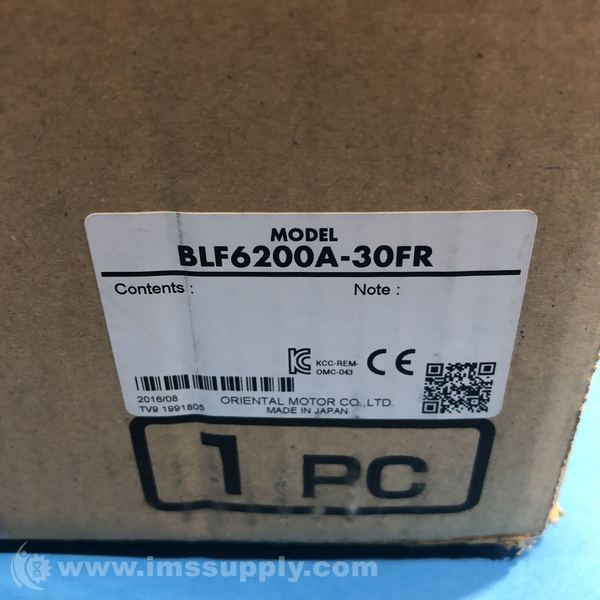 MODEL
BLF6200A-30FR
Contents : Note :
KCC-REM-
OMC-043
CE
2016/08
TV9 1991805
ORIENTAL MOTOR CO.,LTD.
MADE IN JAPAN
1 PC
www.imssupply.com